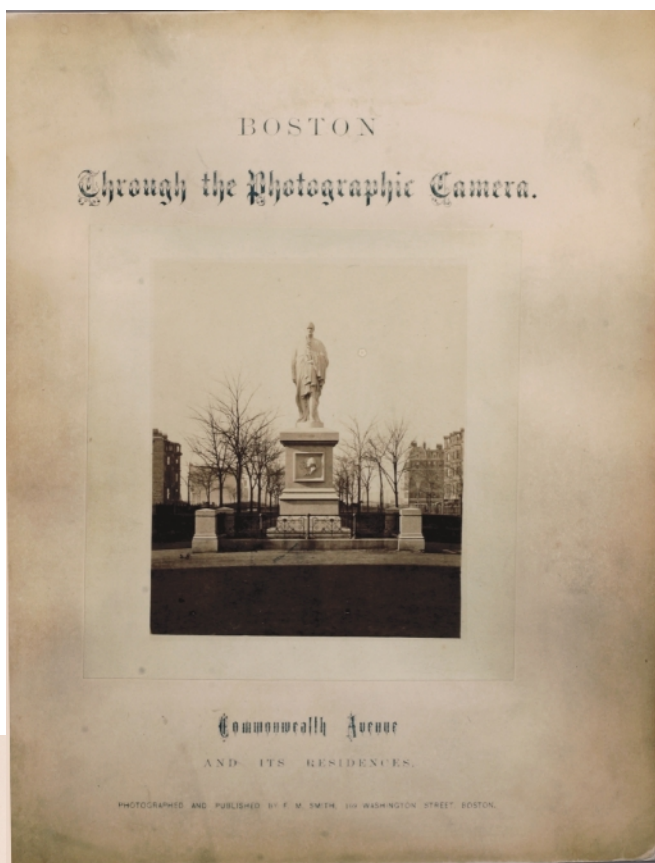 BOSTON
Through the Photographic Camera.
Commonwealth Avenue
AND ITS RESIDENCES.
PHOTOGRAPHED AND PUBLISHED BY F. M. SMITH, WASHINGTON STREET, BOSTON.